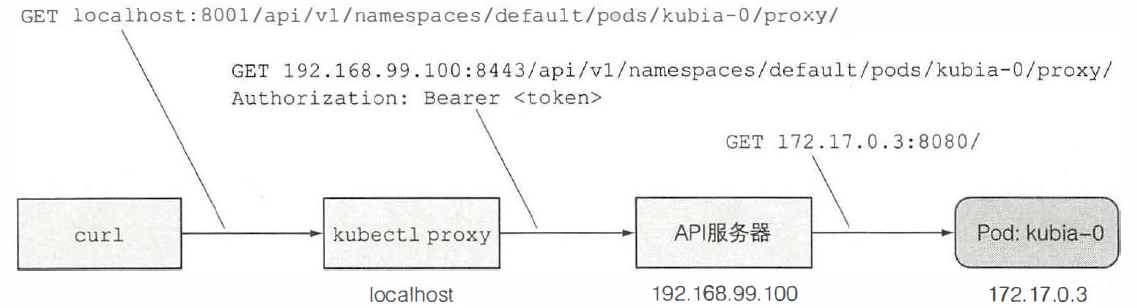 GET localhost:8001/api/v1/namespaces/default/pods/kubia-0/proxy/
GET 192.168.99.100:8443/api/v1/namespaces/default/pods/kubia-0/proxy/
Authorization: Bearer <token>
GET 172.17.0.3:8080/
curl
kubectl proxy
API服务器
Pod: kubia-0
localhost
192.168.99.100
172.17.0.3